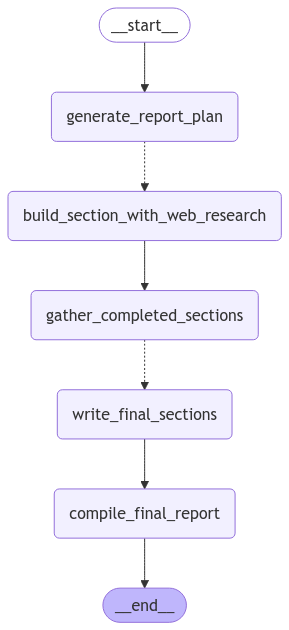 __start__
generate_report_plan
build_section_with_web_research
gather_completed_sections
write_final_sections
compile_final_report
__end__